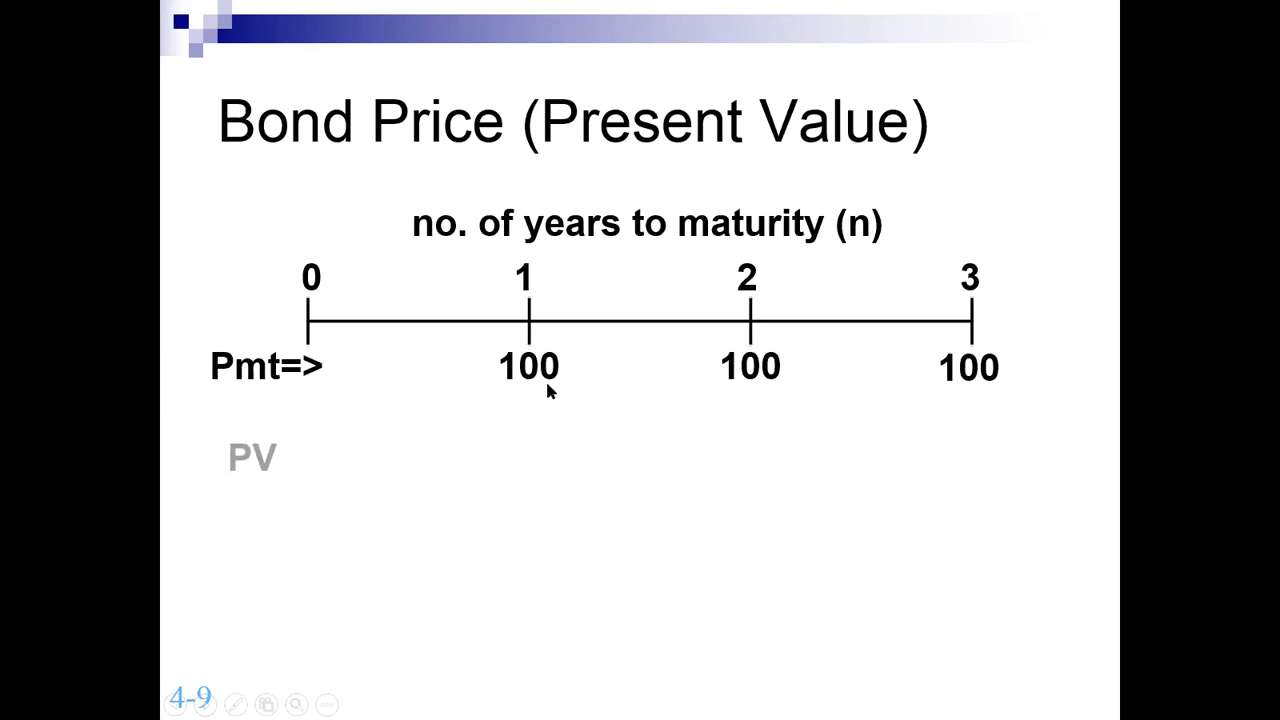 Bond Price (Present Value)
no. of years to maturity (n)
0 1 2 3
Pmt=> 100 100 100
PV
4-9